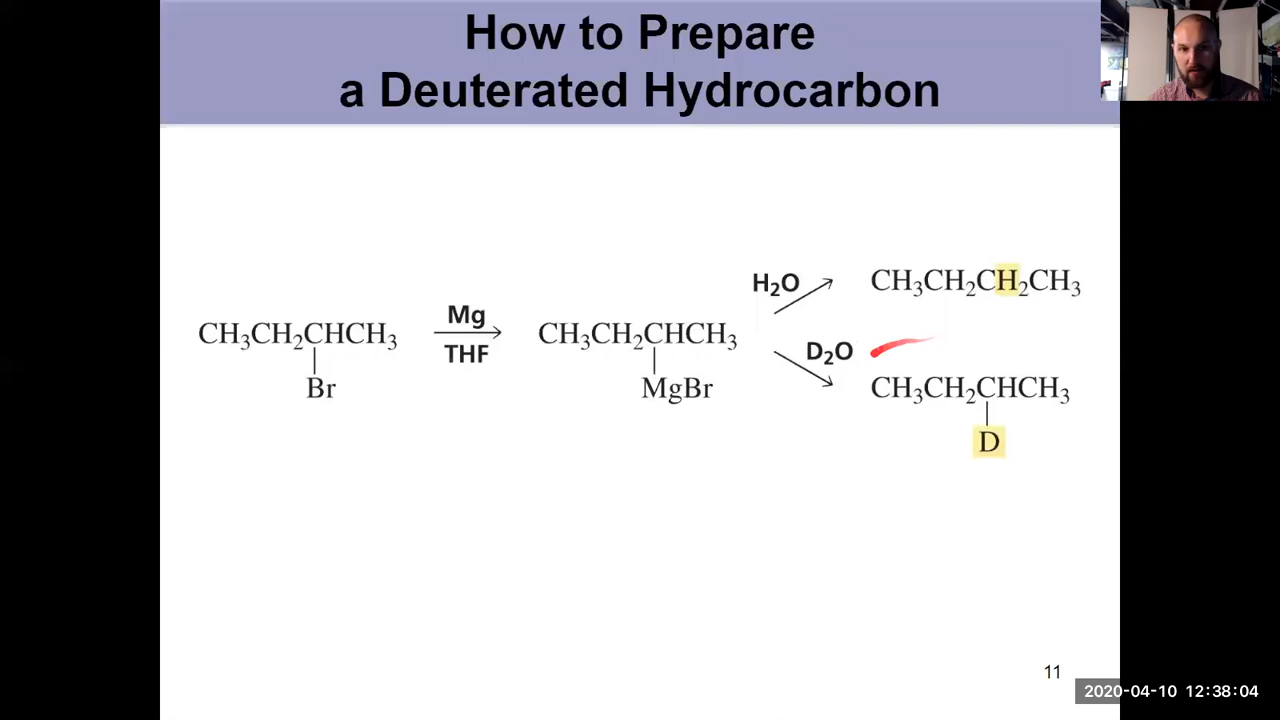 How to Prepare
a Deuterated Hydrocarbon
CH₃CH₂CHCH₃
Br
Mg
THF
CH₃CH₂CHCH₃
MgBr
H₂O
CH₃CH₂CH₂CH₃
D₂O
CH₃CH₂CHCH₃
D
11
2020-04-10 12:38:04